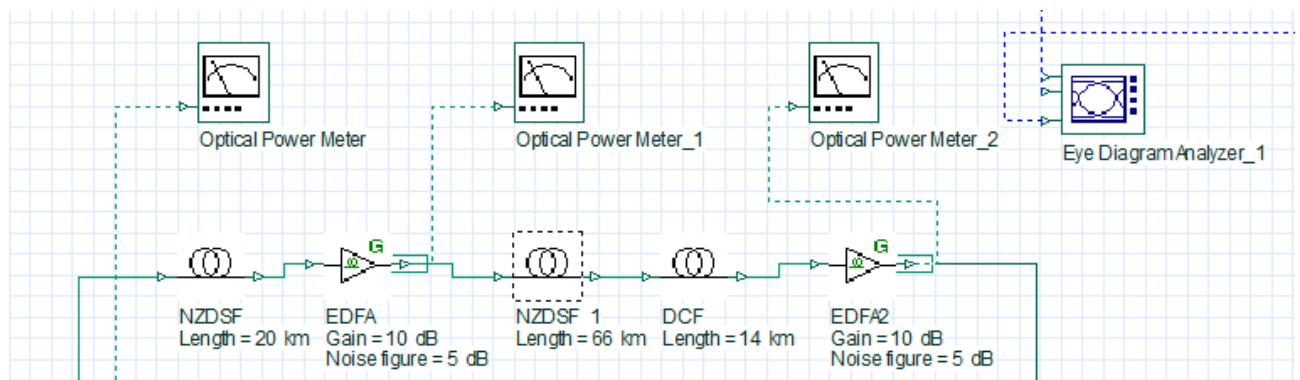 Optical Power Meter
Optical Power Meter_1
Optical Power Meter_2
Eye Diagram Analyzer_1
G
G
NZDSF
Length = 20 km
EDFA
Gain = 10 dB
Noise figure = 5 dB
NZDSF 1
Length = 66 km
DCF
Length = 14 km
EDFA2
Gain = 10 dB
Noise figure = 5 dB